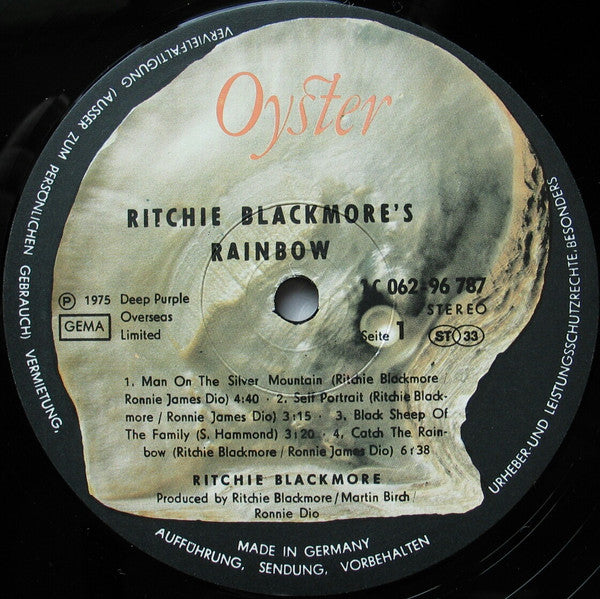 Oyster
RITCHIE BLACKMORE'S
RAINBOW
1C 062-96 787
STEREO
Seite 1
ST 33
℗ 1975 Deep Purple
Overseas
Limited
GEMA
1. Man On The Silver Mountain (Ritchie Blackmore /
Ronnie James Dio) 4:40 · 2. Self Portrait (Ritchie Black-
more / Ronnie James Dio) 3:15 · 3. Black Sheep Of
The Family (S. Hammond) 3:20 · 4. Catch The Rain-
bow (Ritchie Blackmore / Ronnie James Dio) 6:38
RITCHIE BLACKMORE
Produced by Ritchie Blackmore / Martin Birch /
Ronnie Dio
MADE IN GERMANY
URHEBER-UND LEISTUNGSSCHUTZRECHTE, BESONDERS
VERVIELFÄLTIGUNG (AUSSER ZUM PERSÖNLICHEN GEBRAUCH) VERMIETUNG,
AUFFÜHRUNG, SENDUNG, VORBEHALTEN